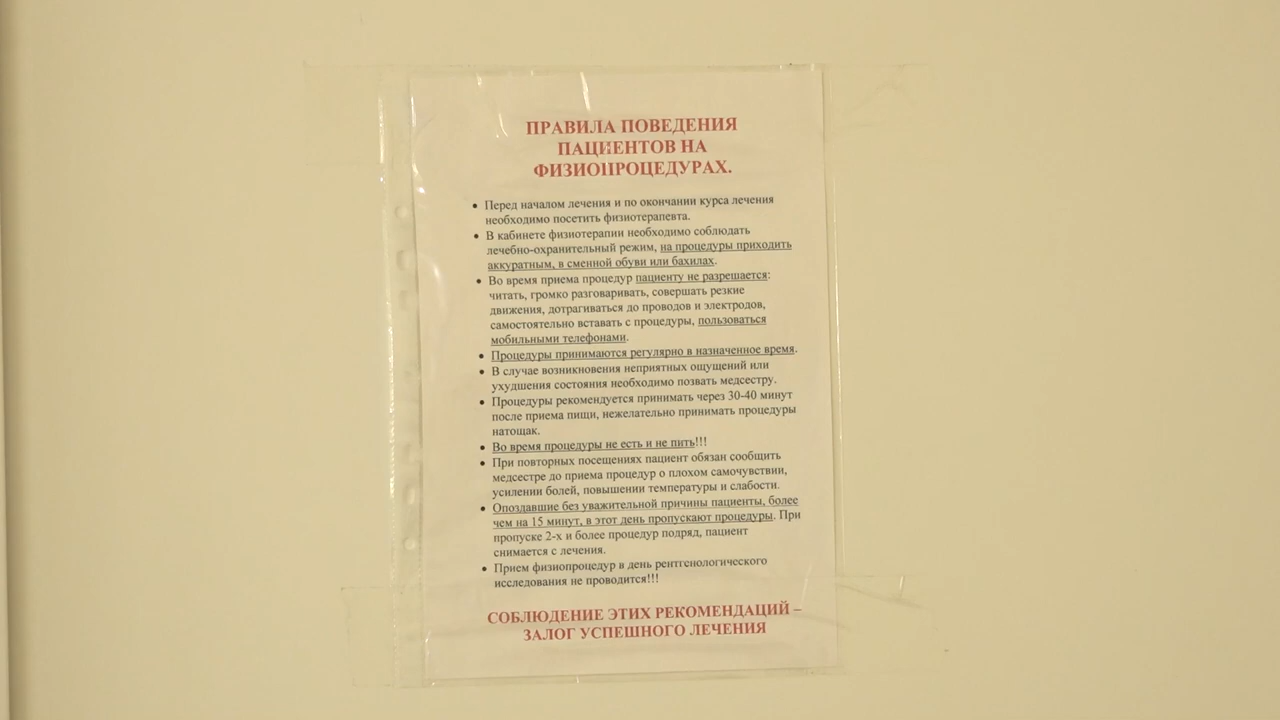 ПРАВИЛА ПОВЕДЕНИЯ
ПАЦИЕНТОВ НА
ФИЗИОПРОЦЕДУРАХ.
• Перед началом лечения и по окончании курса лечения
необходимо посетить физиотерапевта.
• В кабинете физиотерапии необходимо соблюдать
лечебно-охранительный режим, на процедуры приходить
аккуратным, в сменной обуви или бахилах.
• Во время приема процедур пациенту не разрешается:
читать, громко разговаривать, совершать резкие
движения, дотрагиваться до проводов и электродов,
самостоятельно вставать с процедуры, пользоваться
мобильными телефонами.
• Процедуры принимаются регулярно в назначенное время.
• В случае возникновения неприятных ощущений или
ухудшения состояния необходимо позвать медсестру.
• Процедуры рекомендуется принимать через 30-40 минут
после приема пищи, нежелательно принимать процедуры
натощак.
• Во время процедуры не есть и не пить!!!
• При повторных посещениях пациент обязан сообщить
медсестре до приема процедур о плохом самочувствии,
усилении болей, повышении температуры и слабости.
• Опоздавшие без уважительной причины пациенты, более
чем на 15 минут, в этот день пропускают процедуры. При
пропуске 2-х и более процедур подряд, пациент
снимается с лечения.
• Прием физиопроцедур в день рентгенологического
исследования не проводится!!!
СОБЛЮДЕНИЕ ЭТИХ РЕКОМЕНДАЦИЙ –
ЗАЛОГ УСПЕШНОГО ЛЕЧЕНИЯ